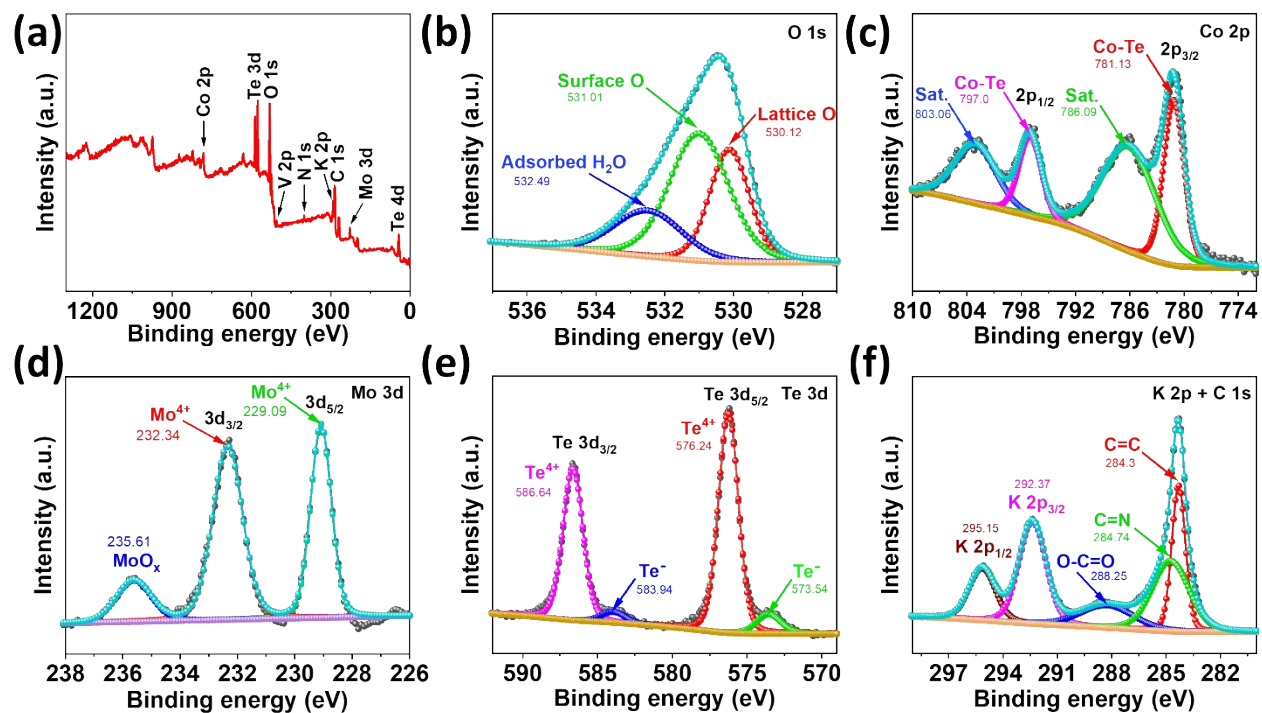 (a)
Intensity (a.u.)
Co 2p
Te 3d
O 1s
V 2p
N 1s
K 2p
C 1s
Mo 3d
Te 4d
1200 900 600 300 0
Binding energy (eV)
(b)
O 1s
Intensity (a.u.)
Surface O
531.01
Lattice O
530.12
Adsorbed H₂O
532.49
536 534 532 530 528
Binding energy (eV)
(c)
Co 2p
Intensity (a.u.)
Co-Te
781.13
2p₃/₂
Co-Te
797.0
2p₁/₂
Sat.
803.06
Sat.
786.09
810 804 798 792 786 780 774
Binding energy (eV)
(d)
Mo 3d
Intensity (a.u.)
Mo⁴⁺
229.09
3d₅/₂
Mo⁴⁺
232.34
3d₃/₂
235.61
MoOₓ
238 236 234 232 230 228 226
Binding energy (eV)
(e)
Te 3d₅/₂
Te 3d
Intensity (a.u.)
Te⁴⁺
576.24
Te 3d₃/₂
Te⁴⁺
586.64
Te⁻
583.94
Te⁻
573.54
590 585 580 575 570
Binding energy (eV)
(f)
K 2p + C 1s
Intensity (a.u.)
C=C
284.3
292.37
K 2p₃/₂
C=N
284.74
295.15
K 2p₁/₂
O-C=O
288.25
297 294 291 288 285 282
Binding energy (eV)